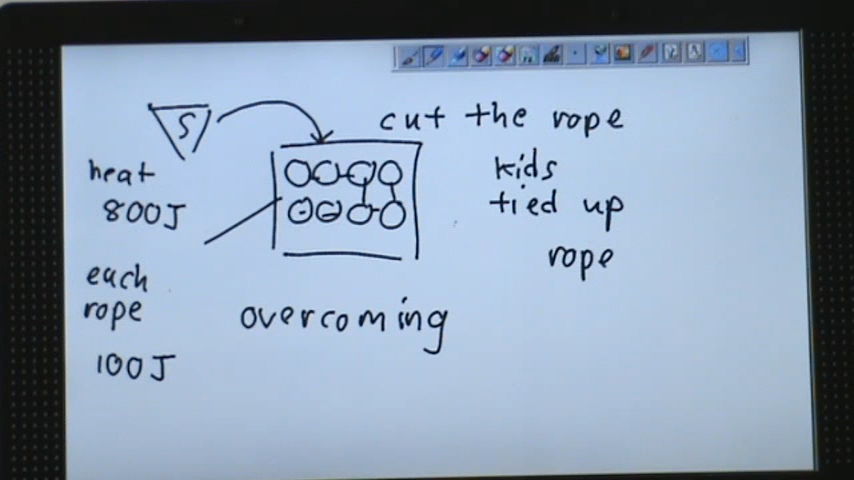 S
cut the rope
heat
800J
kids
tied up
rope
each
rope
100J
overcoming